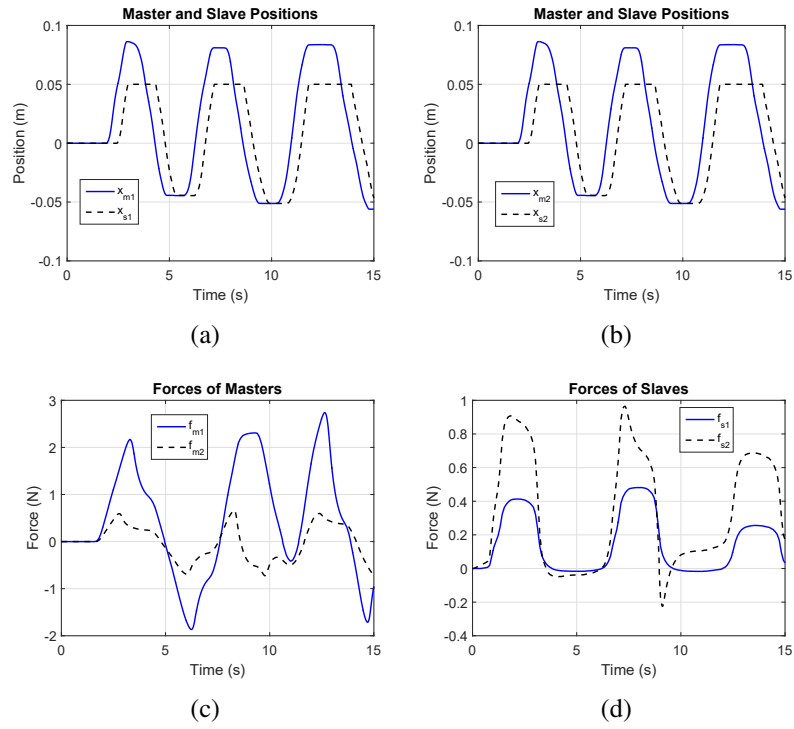 Master and Slave Positions
Position (m)
0.1
0.05
0
-0.05
-0.1
x_m1
x_s1
0 5 10 15
Time (s)
(a)
Master and Slave Positions
Position (m)
0.1
0.05
0
-0.05
-0.1
x_m2
x_s2
0 5 10 15
Time (s)
(b)
Forces of Masters
Force (N)
3
2
1
0
-1
-2
f_m1
f_m2
0 5 10 15
Time (s)
(c)
Forces of Slaves
Force (N)
1
0.8
0.6
0.4
0.2
0
-0.2
-0.4
f_s1
f_s2
0 5 10 15
Time (s)
(d)